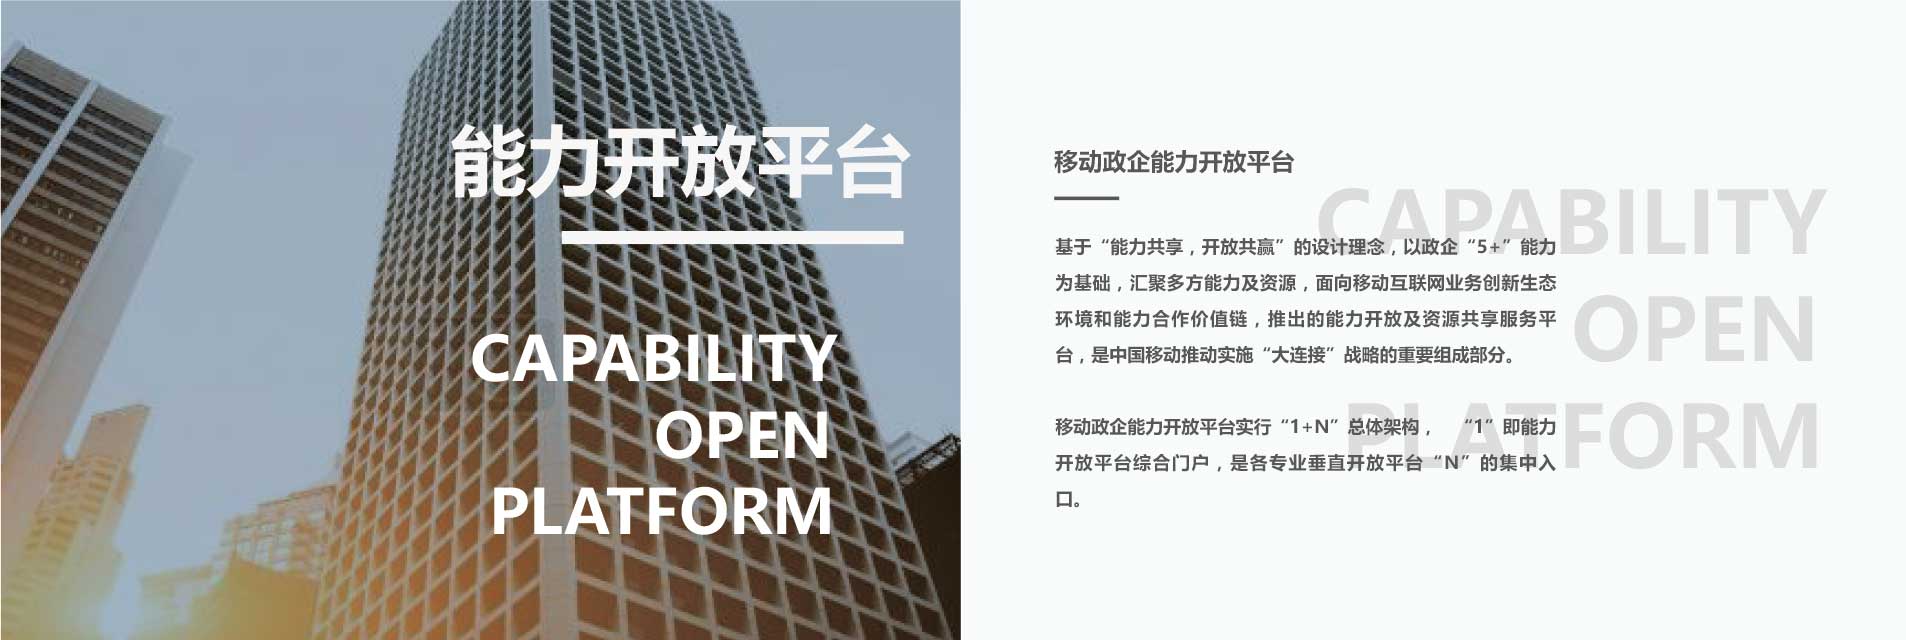 能力开放平台
CAPABILITY
OPEN
PLATFORM
移动政企能力开放平台
CAPABILITY
OPEN
PLATFORM
基于“能力共享，开放共赢”的设计理念，以政企“5+”能力
为基础，汇聚多方能力及资源，面向移动互联网业务创新生态
环境和能力合作价值链，推出的能力开放及资源共享服务平
台，是中国移动推动实施“大连接”战略的重要组成部分。
移动政企能力开放平台实行“1+N”总体架构， “1”即能力
开放平台综合门户，是各专业垂直开放平台“N”的集中入
口。